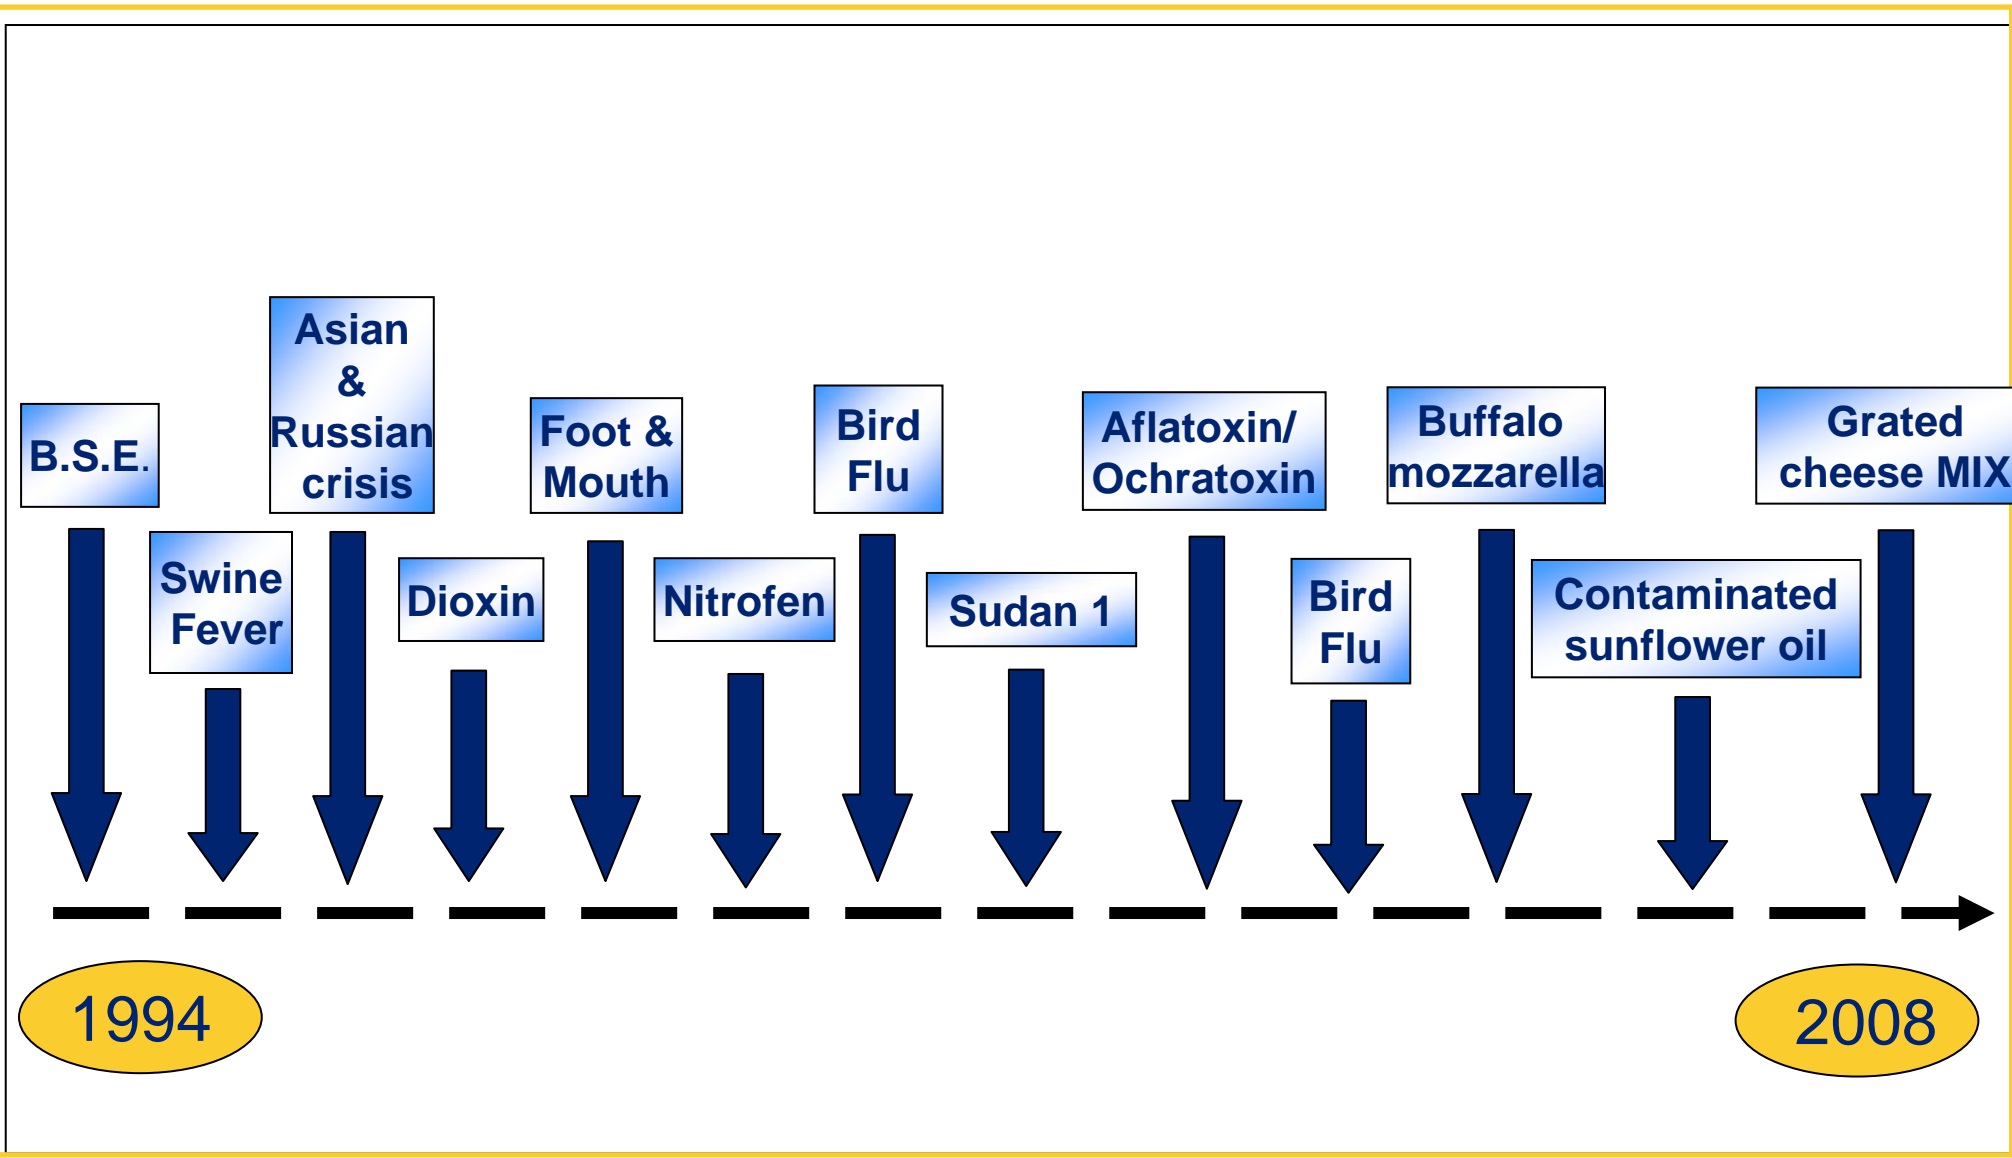 B.S.E.
Swine
Fever
Asian
&
Russian
crisis
Dioxin
Foot &
Mouth
Nitrofen
Bird
Flu
Sudan 1
Aflatoxin/
Ochratoxin
Bird
Flu
Buffalo
mozzarella
Contaminated
sunflower oil
Grated
cheese MIX
1994
2008